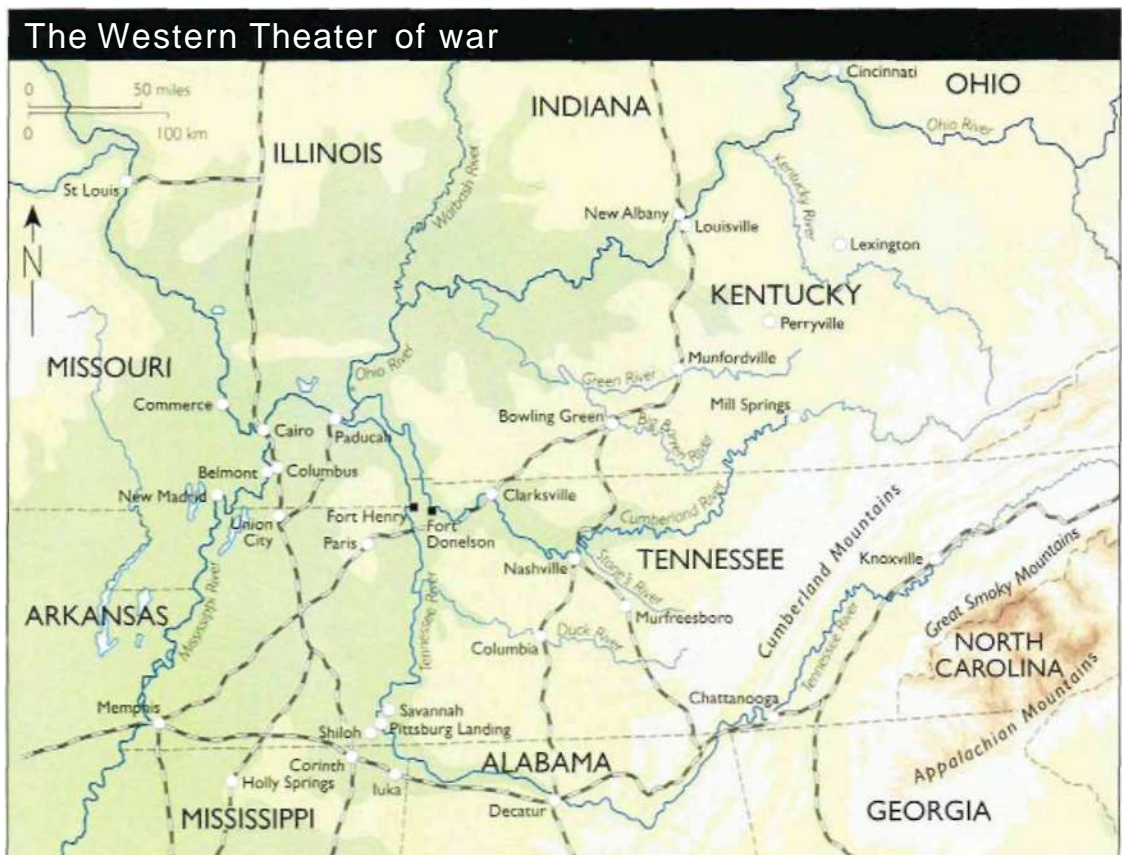 The Western Theater of war
0 50 miles
0 100 km
Cincinnati
OHIO
INDIANA
Ohio River
ILLINOIS
Kentucky River
St Louis
Warbash River
New Albany
Louisville
Lexington
N
KENTUCKY
Perryville
MISSOURI
Ohio River
Munfordville
Green River
Commerce
Bowling Green
Mill Springs
Cairo
Paducah
Big Barren River
Belmont
Columbus
New Madrid
Clarksville
Fort Henry
Fort Donelson
Cumberland River
Union City
Paris
TENNESSEE
Cumberland Mountains
Knoxville
Nashville
Stone's River
Great Smoky Mountains
ARKANSAS
Mississippi River
Tennessee River
Murfreesboro
Duck River
Columbia
Tennessee River
NORTH CAROLINA
Chattanooga
Appalachian Mountains
Memphis
Savannah
Shiloh
Pittsburg Landing
ALABAMA
Corinth
Holly Springs
Iuka
Decatur
MISSISSIPPI
GEORGIA